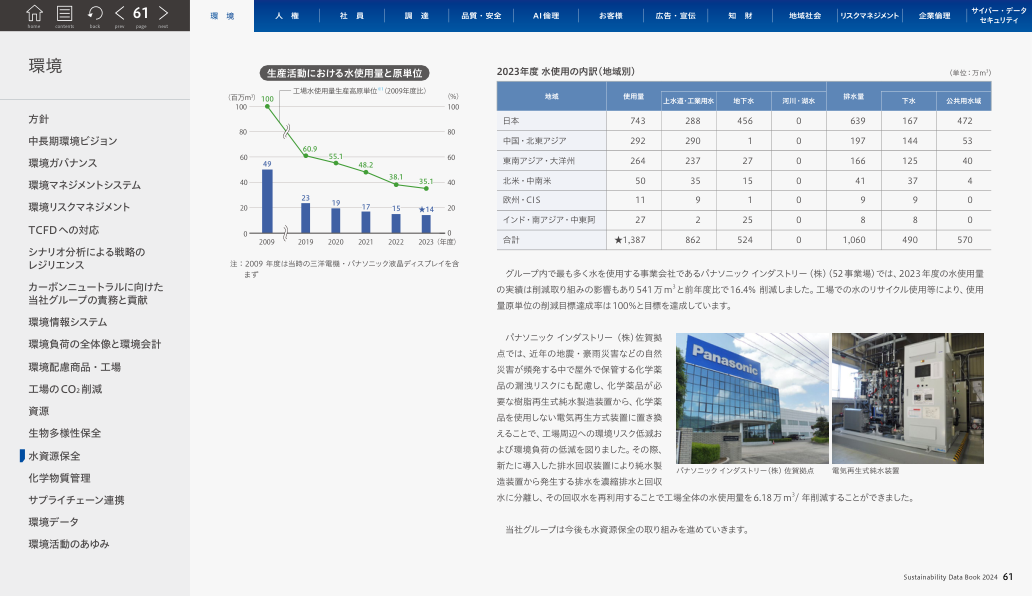 61
home contents back prev page next
環 境
人 権
社 員
調 達
品質・安全
AI倫理
お客様
広告・宣伝
知 財
地域社会
リスクマネジメント
企業倫理
サイバー・データ
セキュリティ
環境
方針
中長期環境ビジョン
環境ガバナンス
環境マネジメントシステム
環境リスクマネジメント
TCFDへの対応
シナリオ分析による戦略の
レジリエンス
カーボンニュートラルに向けた
当社グループの責務と貢献
環境情報システム
環境負荷の全体像と環境会計
環境配慮商品・工場
工場のCO2削減
資源
生物多様性保全
水資源保全
化学物質管理
サプライチェーン連携
環境データ
環境活動のあゆみ
生産活動における水使用量と原単位
工場水使用量生産高原単位 (2009年度比)
(百万m³) (%)
100 100 100
80 80
60 60.9 55.1 60
49 48.2
40 38.1 35.1 40
23 19 17 15 ★14
20 20
0 0
2009 2019 2020 2021 2022 2023 (年度)
注:2009 年度は当時の三洋電機・パナソニック液晶ディスプレイを含
まず
2023年度 水使用の内訳(地域別)
(単位:万m³)
地域 使用量 上水道・工業用水 地下水 河川・湖水 排水量 下水 公共用水域
日本 743 288 456 0 639 167 472
中国・北東アジア 292 290 1 0 197 144 53
東南アジア・大洋州 264 237 27 0 166 125 40
北米・中南米 50 35 15 0 41 37 4
欧州・CIS 11 9 1 0 9 9 0
インド・南アジア・中東阿 27 2 25 0 8 8 0
合計 ★1,387 862 524 0 1,060 490 570
グループ内で最も多く水を使用する事業会社であるパナソニック インダストリー(株)(52事業場)では、2023年度の水使用量
の実績は削減取り組みの影響もあり541万m³と前年度比で16.4% 削減しました。工場での水のリサイクル使用等により、使用
量原単位の削減目標達成率は100%と目標を達成しています。
パナソニック インダストリー(株)佐賀拠
点では、近年の地震・豪雨災害などの自然
災害が頻発する中で屋外で保管する化学薬
品の漏洩リスクにも配慮し、化学薬品が必
要な樹脂再生式純水製造装置から、化学薬
品を使用しない電気再生方式装置に置き換
えることで、工場周辺への環境リスク低減お
よび環境負荷の低減を図りました。その際、
新たに導入した排水回収装置により純水製
造装置から発生する排水を濃縮排水と回収
水に分離し、その回収水を再利用することで工場全体の水使用量を6.18万m³/ 年削減することができました。
Panasonic
パナソニック インダストリー(株)佐賀拠点
電気再生式純水装置
当社グループは今後も水資源保全の取り組みを進めていきます。
Sustainability Data Book 2024 61